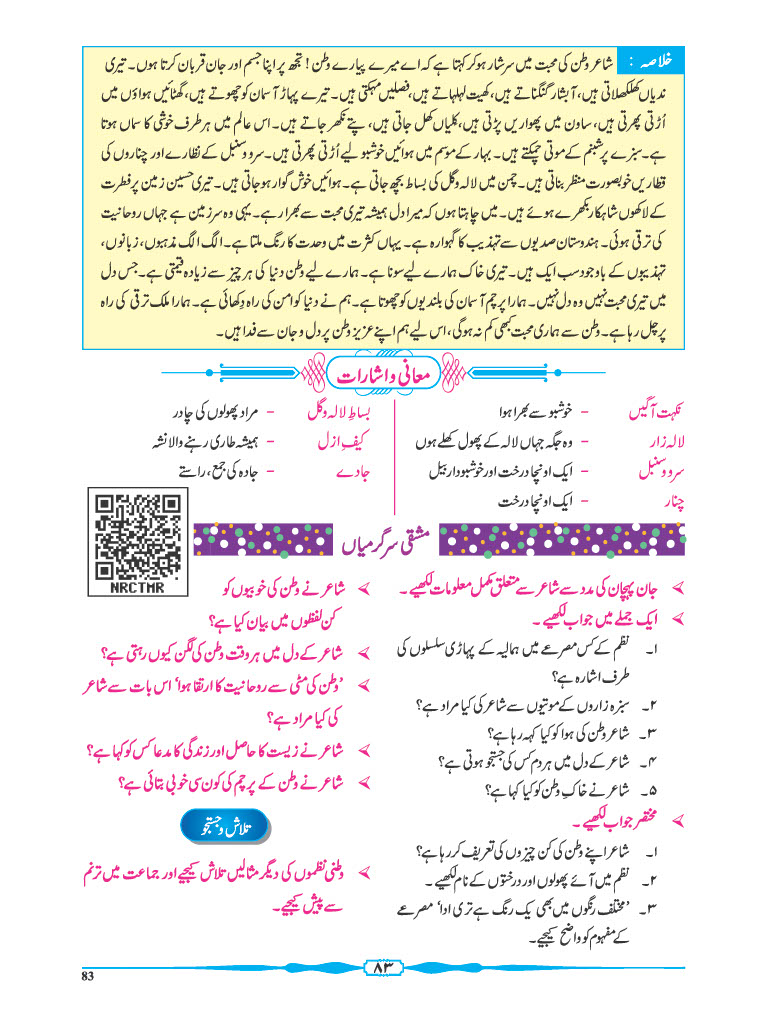 خلاصہ : شاعر وطن کی محبت میں سرشار ہو کر کہتا ہے کہ اے میرے پیارے وطن! تجھ پر اپنا جسم اور جان قربان کرتا ہوں۔ تیری
ندیاں کھلکھلاتی ہیں، آبشار گنگناتے ہیں، کھیت لہلہاتے ہیں، فصلیں مہکتی ہیں۔ تیرے پہاڑ آسمان کو چھوتے ہیں، گھٹائیں ہواؤں میں
اُڑتی پھرتی ہیں، ساون میں پھواریں پڑتی ہیں، کلیاں کھل جاتی ہیں، پتے نکھر جاتے ہیں۔ اس عالم میں ہر طرف خوشی کا سماں ہوتا
ہے۔ سبزے پر شبنم کے موتی چمکتے ہیں۔ بہار کے موسم میں ہوائیں خوشبو لیے اُڑتی پھرتی ہیں۔ سرو و سنبل کے نظارے اور چناروں کی
قطاریں خوبصورت منظر بناتی ہیں۔ چمن میں لالہ و گل کی بساط بچھ جاتی ہے۔ ہوائیں خوش گوار ہو جاتی ہیں۔ تیری حسین زمین پر فطرت
کے لاکھوں شاہکار بکھرے ہوئے ہیں۔ میں چاہتا ہوں کہ میرا دل ہمیشہ تیری محبت سے بھرا رہے۔ یہی وہ سرزمین ہے جہاں روحانیت
کی ترقی ہوئی۔ ہندوستان صدیوں سے تہذیب کا گہوارہ ہے۔ یہاں کثرت میں وحدت کا رنگ ملتا ہے۔ الگ الگ مذہبوں، زبانوں،
تہذیبوں کے باوجود سب ایک ہیں۔ تیری خاک ہمارے لیے سونا ہے۔ ہمارے لیے وطن دنیا کی ہر چیز سے زیادہ قیمتی ہے۔ جس دل
میں تیری محبت نہیں وہ دل نہیں۔ ہمارا پرچم آسمان کی بلندیوں کو چھوتا ہے۔ ہم نے دنیا کو امن کی راہ دِکھائی ہے۔ ہمارا ملک ترقی کی راہ
پر چل رہا ہے۔ وطن سے ہماری محبت کبھی کم نہ ہوگی، اس لیے ہم اپنے عزیز وطن پر دل و جان سے فدا ہیں۔
معانی و اشارات
نکہت آگیں – خوشبو سے بھرا ہوا
لالہ زار – وہ جگہ جہاں لالہ کے پھول کھلے ہوں
سرو و سنبل – ایک اونچا درخت اور خوشبودار بیل
چنار – ایک اونچا درخت
بساطِ لالہ و گل – مراد پھولوں کی چادر
کیفِ ازل – ہمیشہ طاری رہنے والا نشہ
جادے – جادہ کی جمع، راستے
NRCTMR
مشقی سرگرمیاں
جان پہچان کی مدد سے شاعر سے متعلق مکمل معلومات لکھیے۔
ایک جملے میں جواب لکھیے۔
۱۔ نظم کے کس مصرعے میں ہمالیہ کے پہاڑی سلسلوں کی
طرف اشارہ ہے؟
۲۔ سبزہ زاروں کے موتیوں سے شاعر کی کیا مراد ہے؟
۳۔ شاعر وطن کی ہوا کو کیا کہہ رہا ہے؟
۴۔ شاعر کے دل میں ہر دم کس کی جستجو ہوتی ہے؟
۵۔ شاعر نے خاکِ وطن کو کیا کہا ہے؟
مختصر جواب لکھیے۔
۱۔ شاعر اپنے وطن کی کن چیزوں کی تعریف کر رہا ہے؟
۲۔ نظم میں آئے پھولوں اور درختوں کے نام لکھیے۔
۳۔ 'مختلف رنگوں میں بھی یک رنگ ہے تری ادا' مصرعے
کے مفہوم کو واضح کیجیے۔
شاعر نے وطن کی خوبیوں کو
کن لفظوں میں بیان کیا ہے؟
شاعر کے دل میں ہر وقت وطن کی لگن کیوں رہتی ہے؟
'وطن کی مٹی سے روحانیت کا ارتقا ہوا' اس بات سے شاعر
کی کیا مراد ہے؟
شاعر نے زیست کا حاصل اور زندگی کا مدعا کس کو کہا ہے؟
شاعر نے وطن کے پرچم کی کون سی خوبی بتائی ہے؟
تلاش و جستجو
وطنی نظموں کی دیگر مثالیں تلاش کیجیے اور جماعت میں ترنم
سے پیش کیجیے۔
۸۳
83